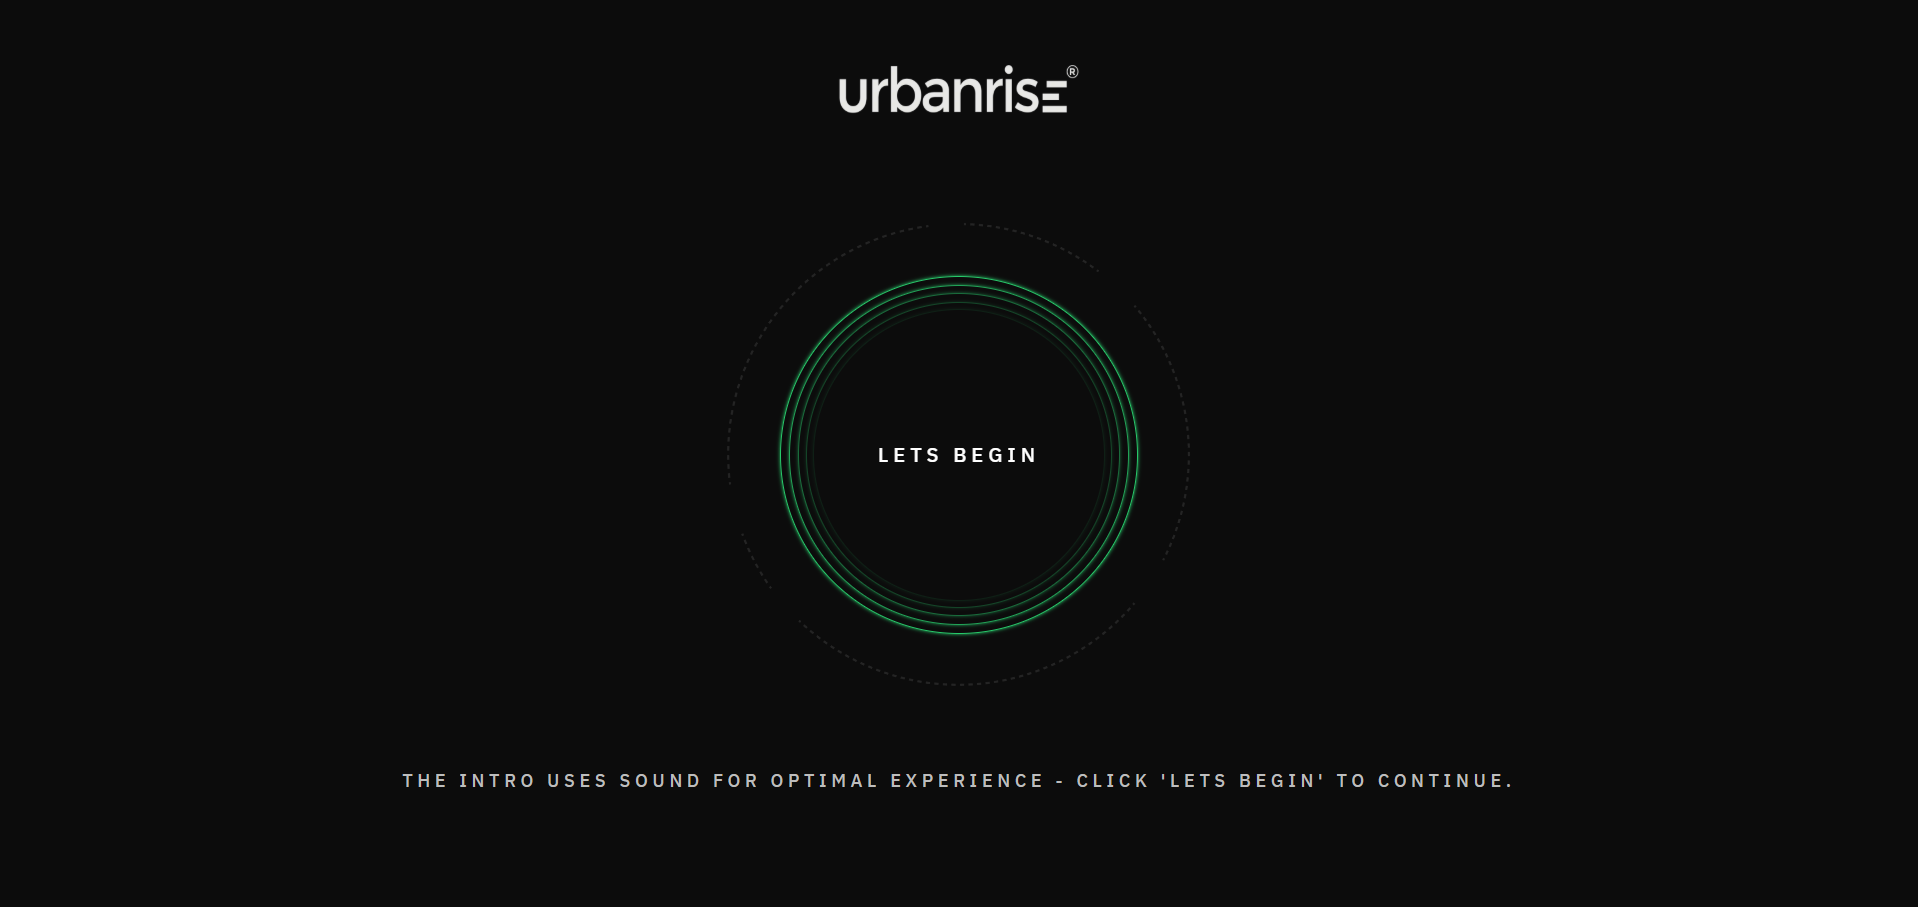 urbanrise®
LETS BEGIN
THE INTRO USES SOUND FOR OPTIMAL EXPERIENCE - CLICK 'LETS BEGIN' TO CONTINUE.